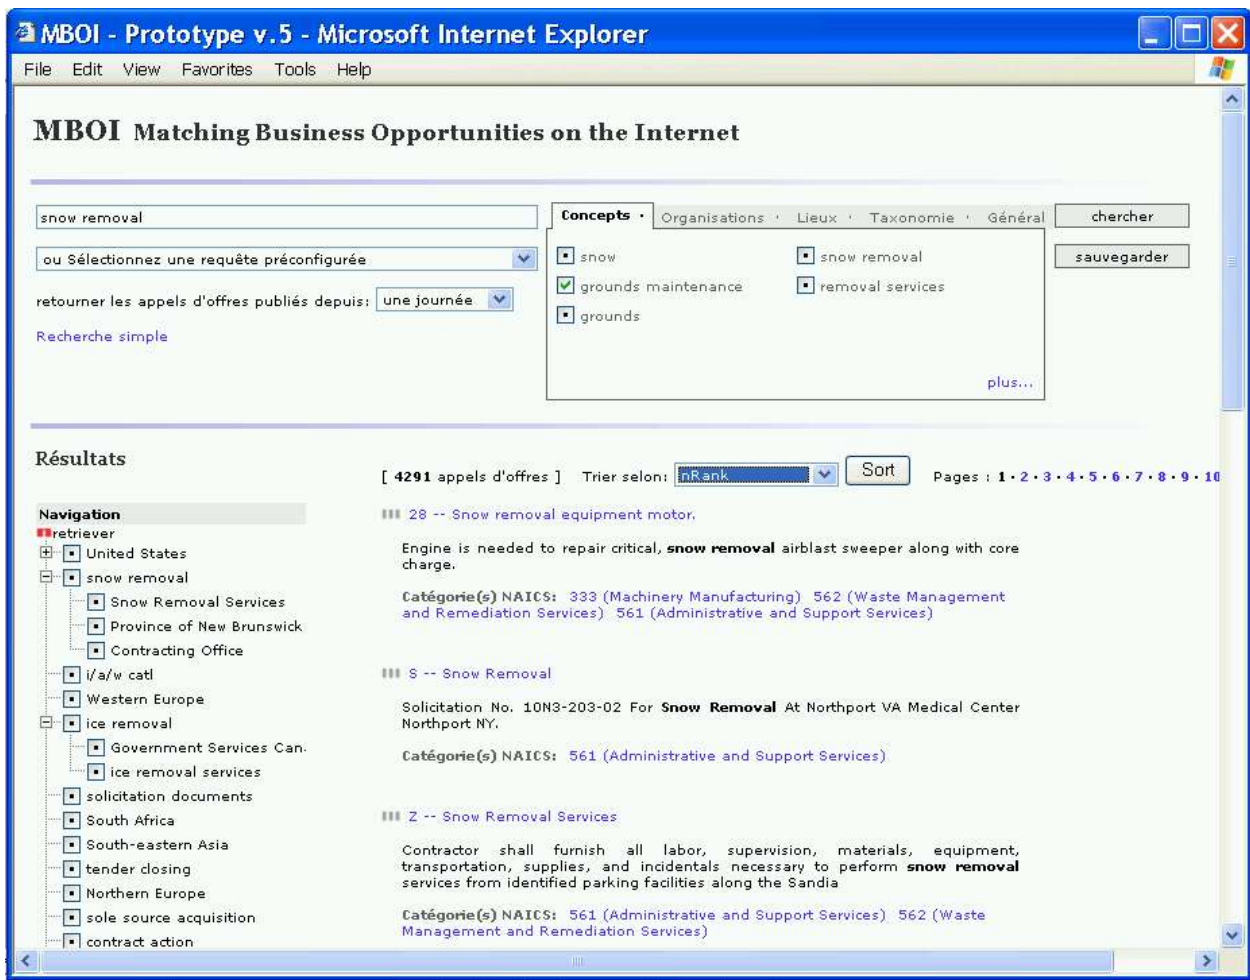 MBOI - Prototype v.5 - Microsoft Internet Explorer
File Edit View Favorites Tools Help
MBOI Matching Business Opportunities on the Internet
snow removal
ou Sélectionnez une requête préconfigurée
retourner les appels d'offres publiés depuis: une journée
Recherche simple
Concepts · Organisations · Lieux · Taxonomie · Général
snow
snow removal
grounds maintenance
removal services
grounds
plus...
chercher
sauvegarder
Résultats
[ 4291 appels d'offres ] Trier selon: nRank Sort Pages : 1 · 2 · 3 · 4 · 5 · 6 · 7 · 8 · 9 · 10
Navigation
retriever
United States
snow removal
Snow Removal Services
Province of New Brunswick
Contracting Office
i/a/w catl
Western Europe
ice removal
Government Services Can.
ice removal services
solicitation documents
South Africa
South-eastern Asia
tender closing
Northern Europe
sole source acquisition
contract action
28 -- Snow removal equipment motor.
Engine is needed to repair critical, snow removal airblast sweeper along with core
charge.
Catégorie(s) NAICS: 333 (Machinery Manufacturing) 562 (Waste Management
and Remediation Services) 561 (Administrative and Support Services)
S -- Snow Removal
Solicitation No. 10N3-203-02 For Snow Removal At Northport VA Medical Center
Northport NY.
Catégorie(s) NAICS: 561 (Administrative and Support Services)
Z -- Snow Removal Services
Contractor shall furnish all labor, supervision, materials, equipment,
transportation, supplies, and incidentals necessary to perform snow removal
services from identified parking facilities along the Sandia
Catégorie(s) NAICS: 561 (Administrative and Support Services) 562 (Waste
Management and Remediation Services)